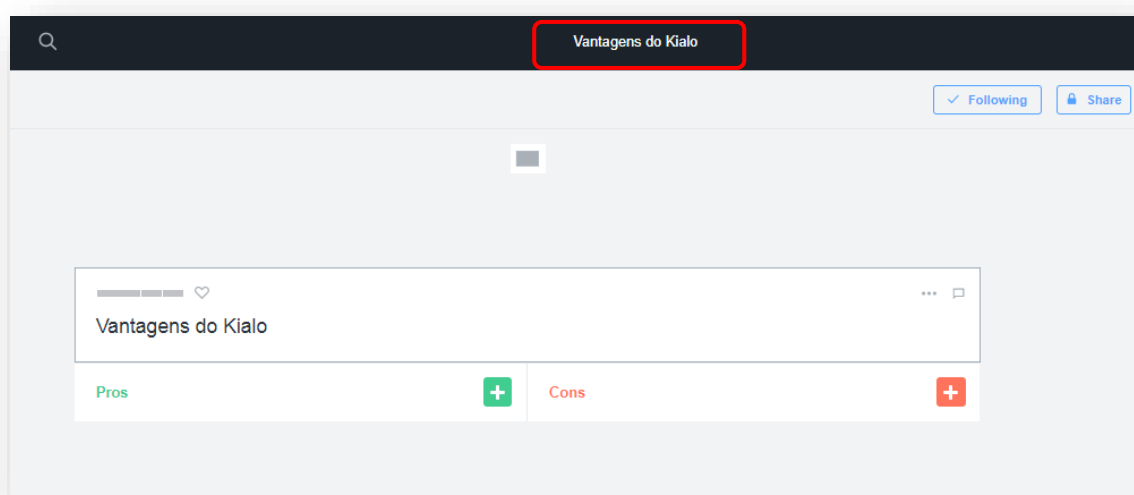 Vantagens do Kialo
Following
Share
Vantagens do Kialo
Pros
Cons